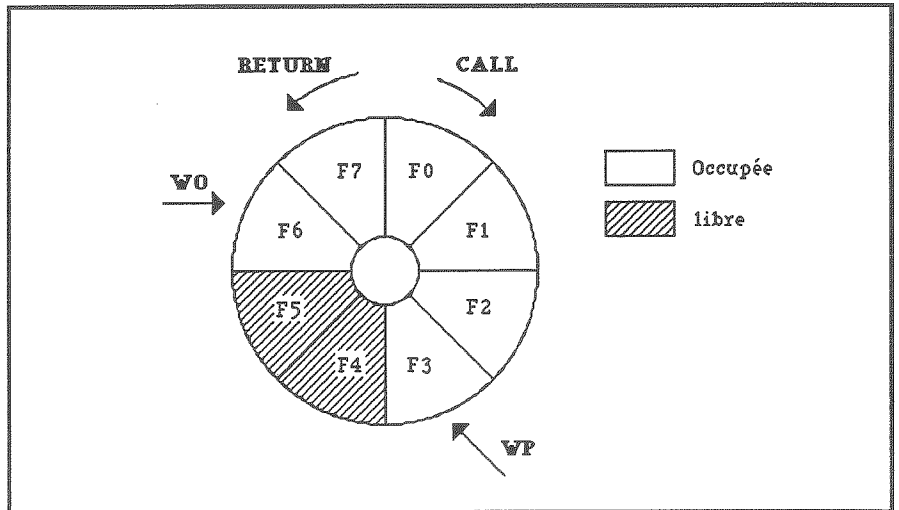 RETURN CALL
F7 F0
Occupée
WO
libre
F6 F1
F5 F2
F4 F3
WP